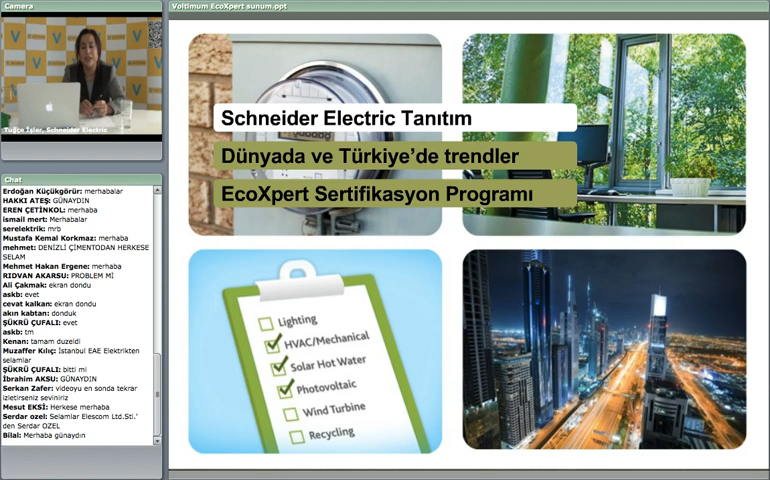 Camera
V
Tuğçe İşler, Schneider Electric
Chat
Erdoğan Küçükgörür: merhabalar
HAKKI ATEŞ: GÜNAYDIN
EREN ÇETİNKOL: merhaba
ismail mert: Merhabalar
serelektrik: mrb
Mustafa Kemal Korkmaz: merhaba
mehmet: DENİZLİ ÇİMENTODAN HERKESE
SELAM
Mehmet Hakan Ergene: merhaba
RIDVAN AKARSU: PROBLEM Mİ
Ali Çakmak: ekran dondu
askb: evet
cevat kalkan: ekran dondu
akın kabtan: donduk
ŞÜKRÜ ÇUFALI: evet
askb: tm
Kenan: tamam duzeldi
Muzaffer Kılıç: İstanbul EAE Elektrikten
selamlar
ŞÜKRÜ ÇUFALI: bitti mi
İbrahim AKSU: GÜNAYDIN
Serkan Zafer: videoyu en sonda tekrar
izletirseniz seviniriz
Mesut EKSİ: Herkese merhaba
Serdar ozel: Selamlar Elescom Ltd.Sti.'
den Serdar OZEL
Bilal: Merhaba günaydın
Voltimum EcoXpert sunum.ppt
Schneider Electric Tanıtım
Dünyada ve Türkiye’de trendler
EcoXpert Sertifikasyon Programı
Lighting
HVAC/Mechanical
Solar Hot Water
Photovoltaic
Wind Turbine
Recycling